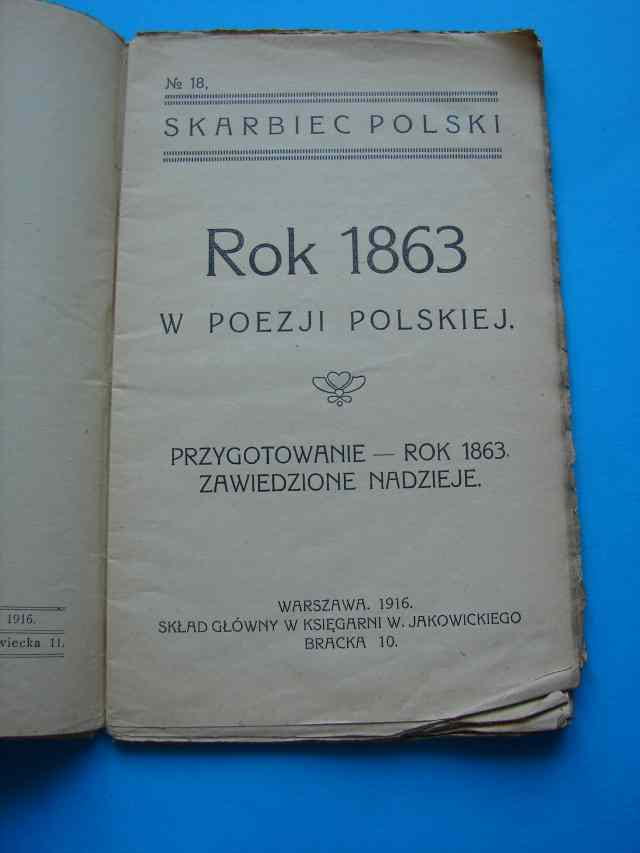 № 18,
SKARBIEC POLSKI
Rok 1863
W POEZJI POLSKIEJ.
PRZYGOTOWANIE — ROK 1863.
ZAWIEDZIONE NADZIEJE.
WARSZAWA. 1916.
SKŁAD GŁÓWNY W KSIĘGARNI W. JAKOWICKIEGO
BRACKA 10.
1916.
wiecka 11.